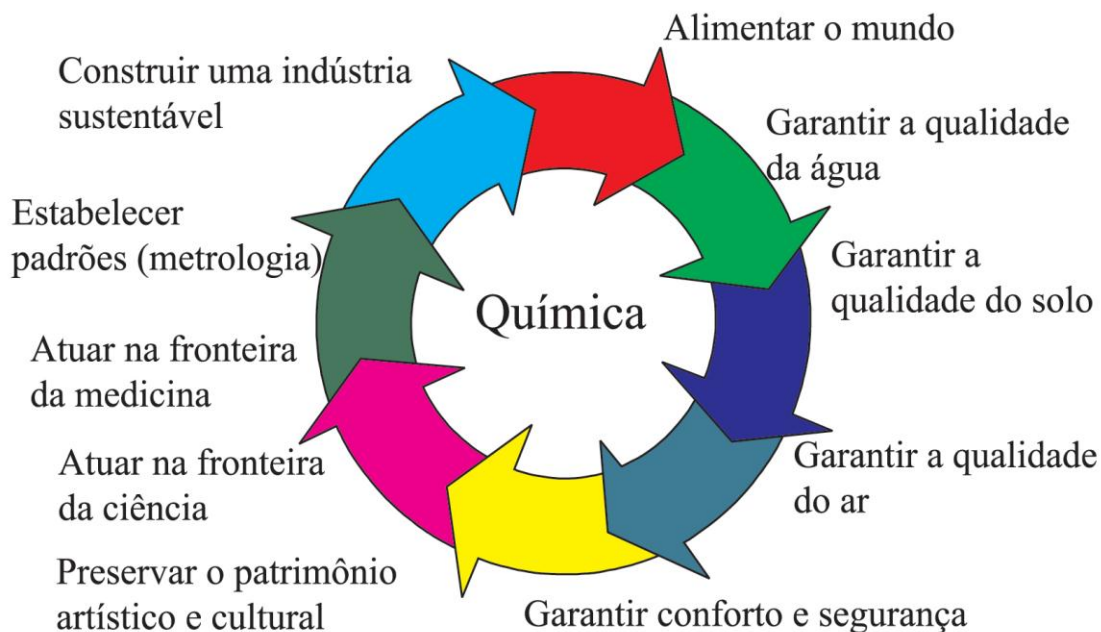 Alimentar o mundo
Construir uma indústria
sustentável
Garantir a qualidade
da água
Estabelecer
padrões (metrologia)
Garantir a
qualidade do solo
Química
Atuar na fronteira
da medicina
Garantir a qualidade
do ar
Atuar na fronteira
da ciência
Preservar o patrimônio
artístico e cultural
Garantir conforto e segurança